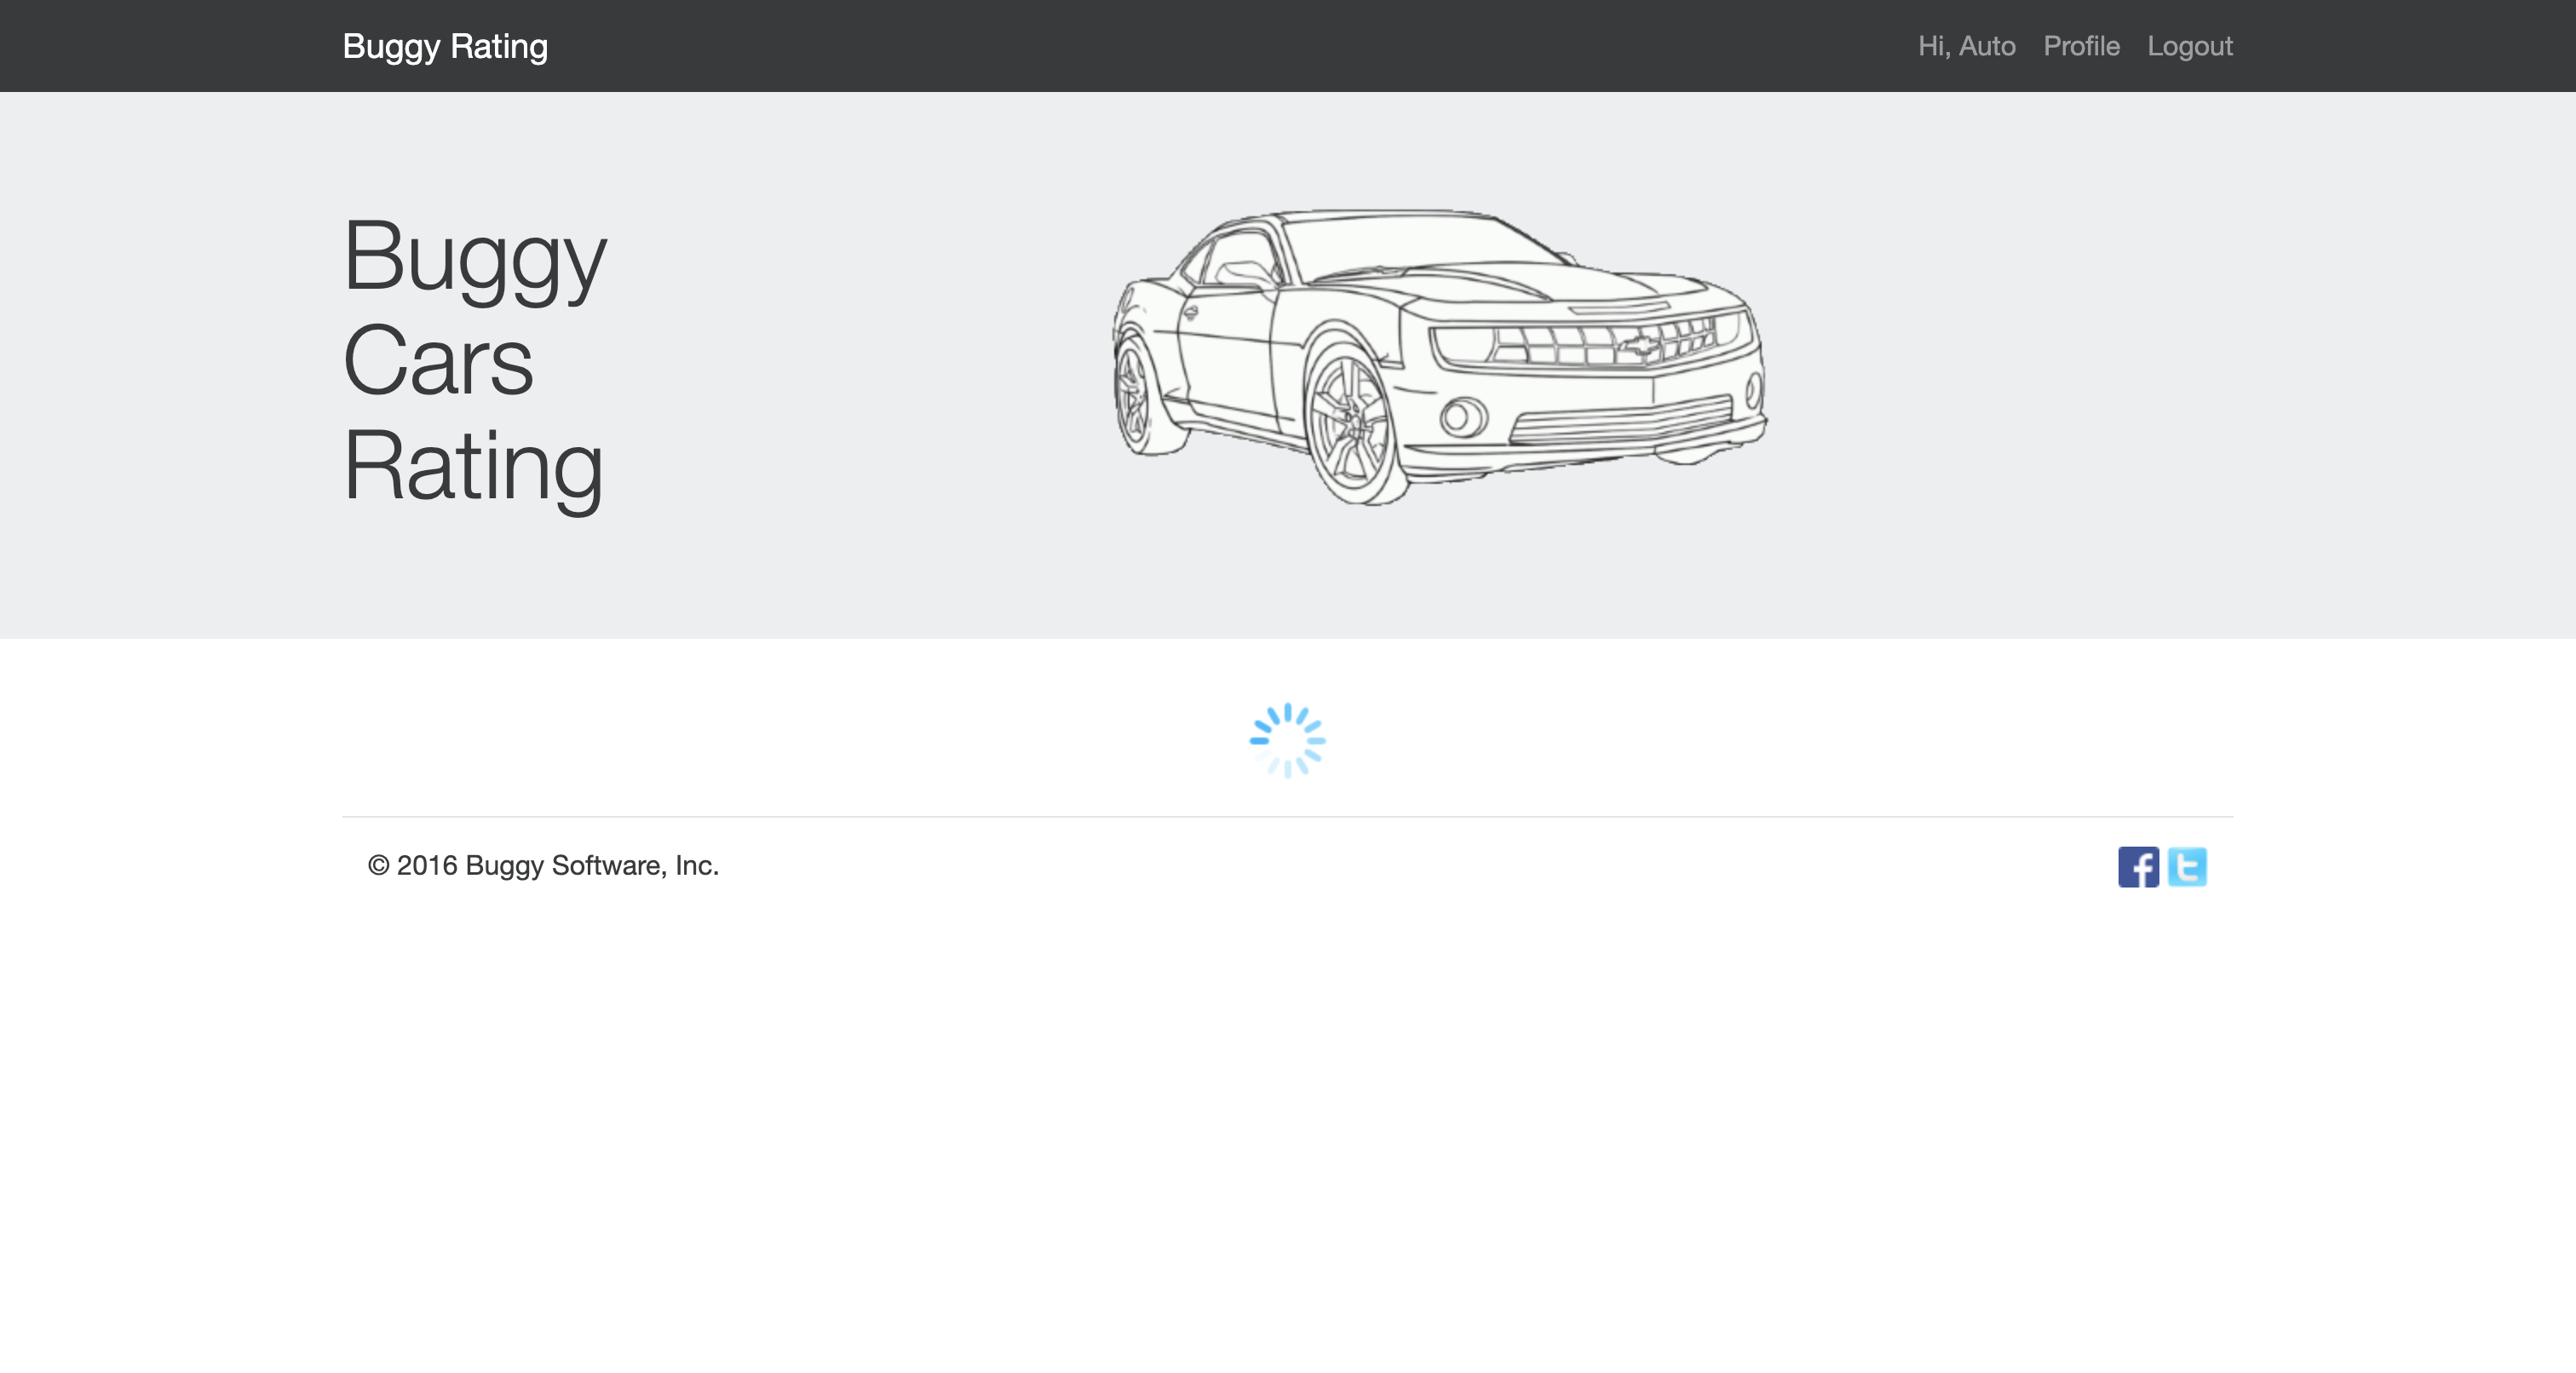 Buggy Rating
Hi, Auto Profile Logout
Buggy
Cars
Rating
© 2016 Buggy Software, Inc.